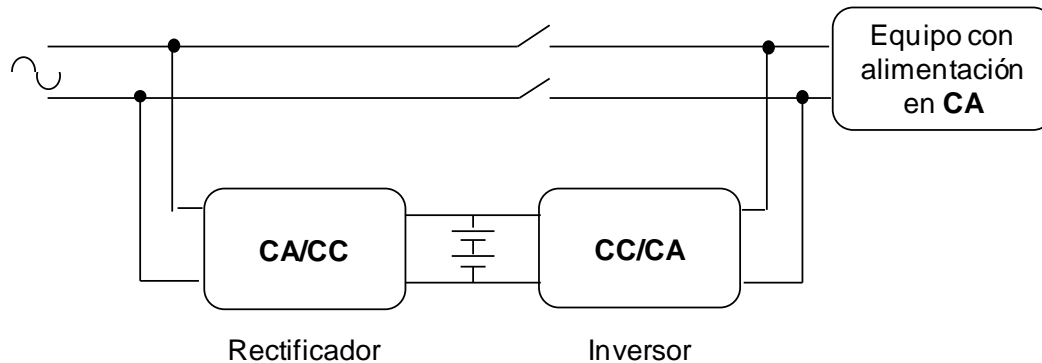 Equipo con
alimentación
en CA
CA/CC
CC/CA
Rectificador
Inversor